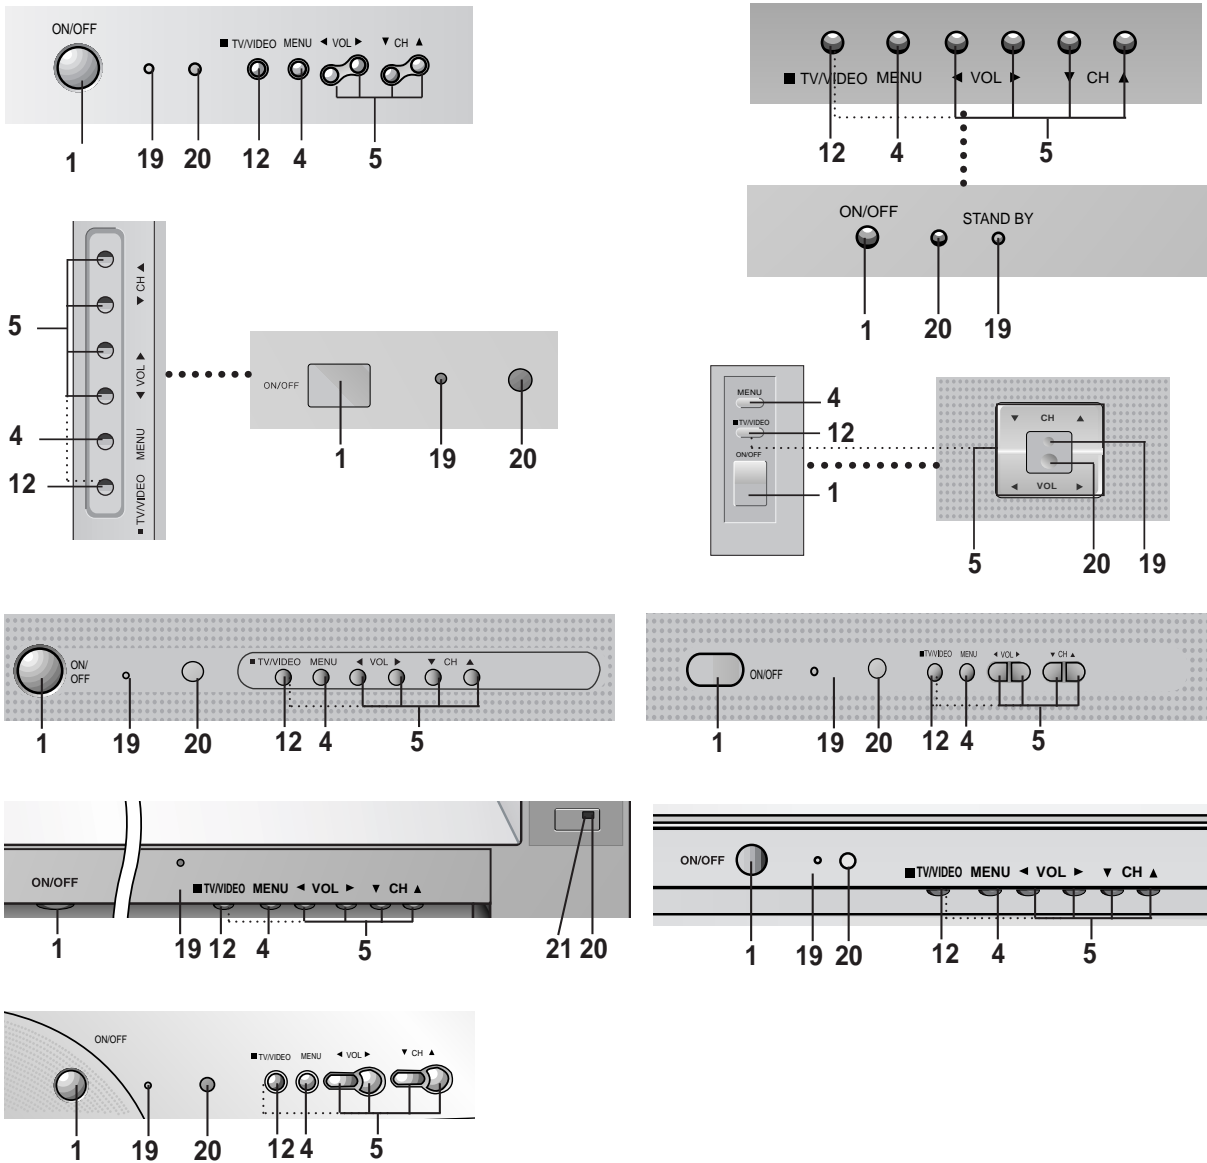 ON/OFF
■ TV/VIDEO MENU ◄ VOL ► ▼ CH ▲
1 19 20 12 4 5
■ TV/VIDEO MENU ◄ VOL ► ▼ CH ▲
12 4 5
ON/OFF STAND BY
1 20 19
▼ CH ▲
◄ VOL ►
MENU
■ TV/VIDEO
5
4
12
ON/OFF
1 19 20
MENU
■ TV/VIDEO
ON/OFF
4
12
1
▼ CH ▲
◄ VOL ►
5 20 19
ON/
OFF
■ TV/VIDEO MENU ◄ VOL ► ▼ CH ▲
1 19 20 12 4 5
ON/OFF
■TV/VIDEO MENU ◄ VOL ► ▼ CH ▲
1 19 20 12 4 5
ON/OFF
■ TV/VIDEO MENU ◄ VOL ► ▼ CH ▲
1 19 12 4 5 21 20
ON/OFF
■ TV/VIDEO MENU ◄ VOL ► ▼ CH ▲
1 19 20 12 4 5
ON/OFF
■ TV/VIDEO MENU ◄ VOL ► ▼ CH ▲
1 19 20 12 4 5